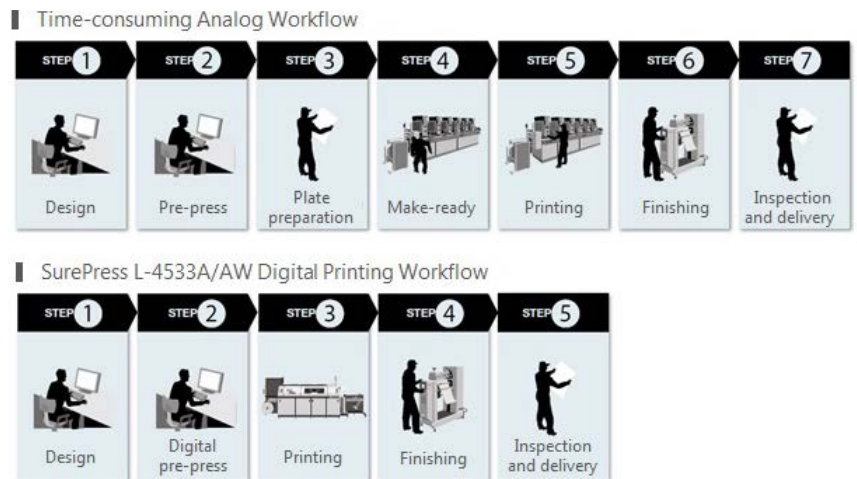 Time-consuming Analog Workflow
STEP 1 STEP 2 STEP 3 STEP 4 STEP 5 STEP 6 STEP 7
Design
Pre-press
Plate
preparation
Make-ready
Printing
Finishing
Inspection
and delivery
SurePress L-4533A/AW Digital Printing Workflow
STEP 1 STEP 2 STEP 3 STEP 4 STEP 5
Design
Digital
pre-press
Printing
Finishing
Inspection
and delivery